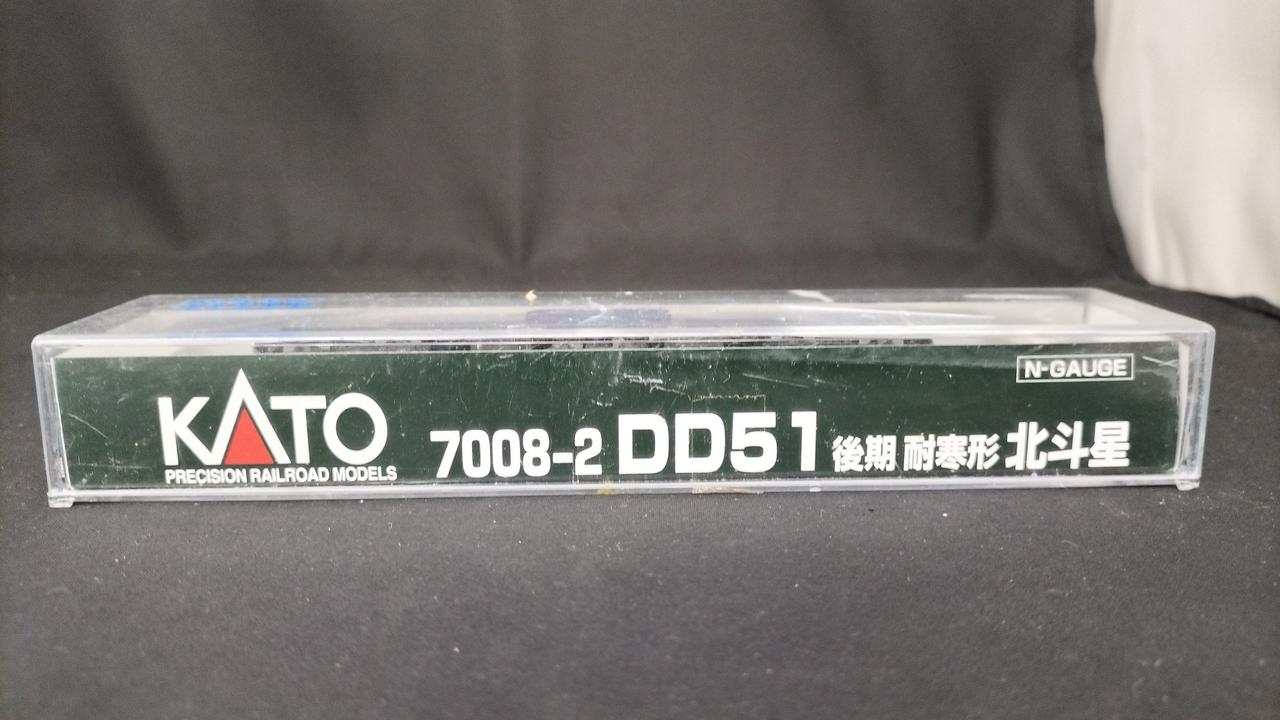 N-GAUGE
KATO
PRECISION RAILROAD MODELS
7008-2 DD51 後期 耐寒形 北斗星